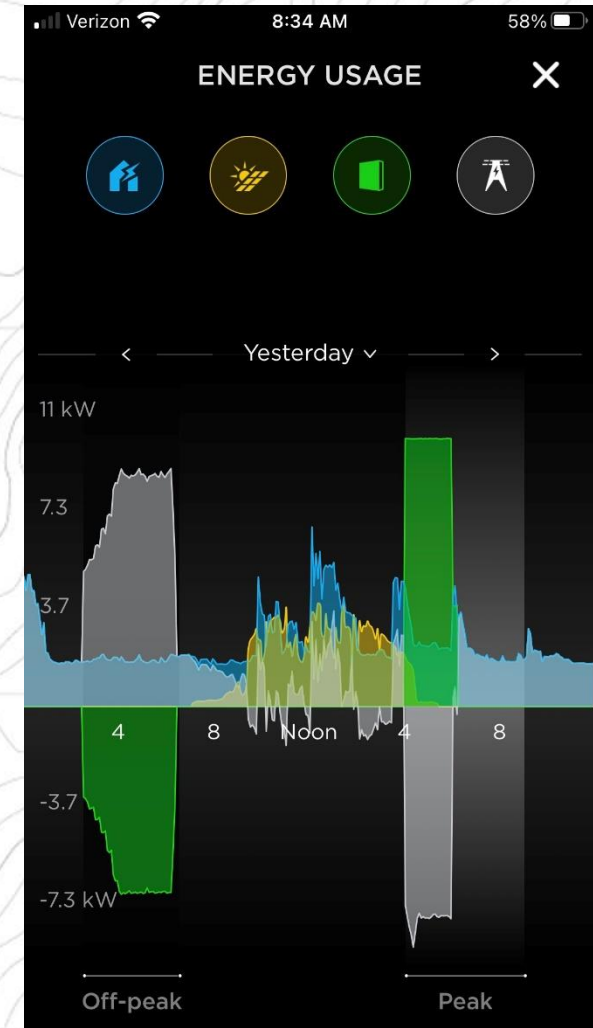 Verizon 8:34 AM 58%
ENERGY USAGE
Yesterday
11 kW
7.3
3.7
4 8 Noon 4 8
-3.7
-7.3 kW
Off-peak Peak